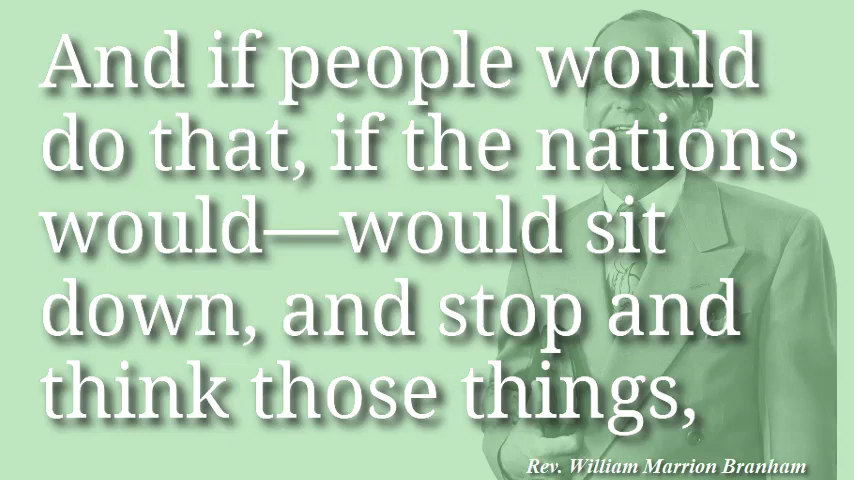 And if people would
do that, if the nations
would—would sit
down, and stop and
think those things,
Rev. William Marrion Branham